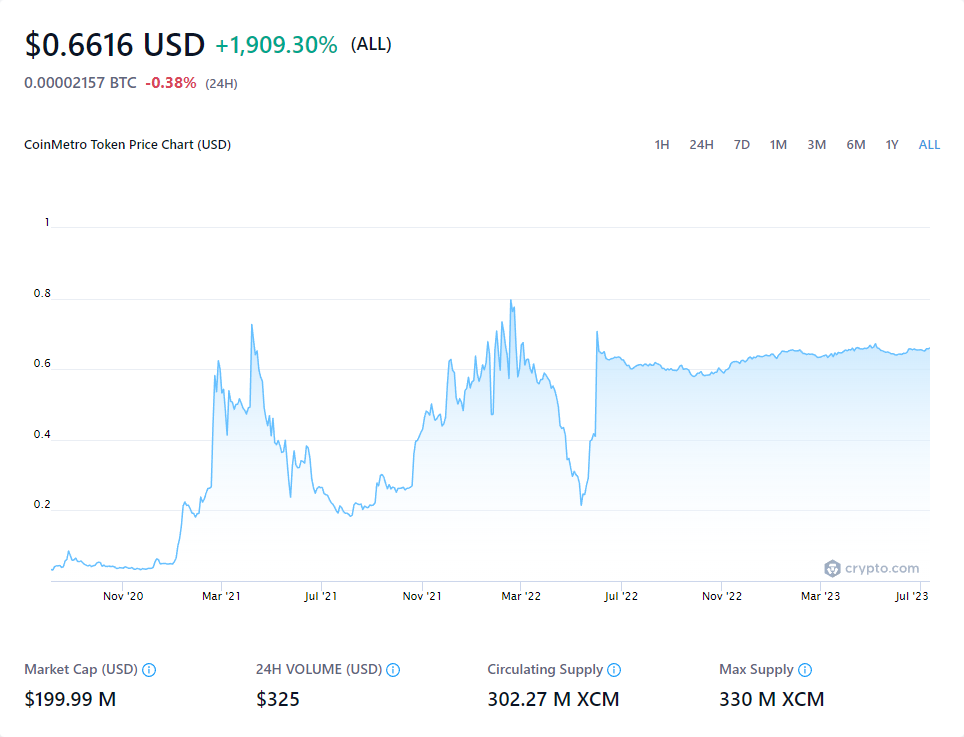 $0.6616 USD +1,909.30% (ALL)
0.00002157 BTC -0.38% (24H)
CoinMetro Token Price Chart (USD) 1H 24H 7D 1M 3M 6M 1Y ALL
1
0.8
0.6
0.4
0.2
crypto.com
Nov '20 Mar '21 Jul '21 Nov '21 Mar '22 Jul '22 Nov '22 Mar '23 Jul '23
Market Cap (USD) 24H VOLUME (USD) Circulating Supply Max Supply
$199.99 M $325 302.27 M XCM 330 M XCM